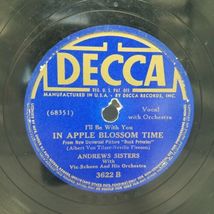 DECCA
REG. U.S. PAT. OFF.
MANUFACTURED IN U.S.A. BY DECCA RECORDS, INC.
(68351)
Vocal
with Orchestra
I'll Be With You
IN APPLE BLOSSOM TIME
From New Universal Picture "Buck Privates"
(Albert Von Tilzer-Neville Fleeson)
ANDREWS SISTERS
With
Vic Schoen And His Orchestra
3622 B